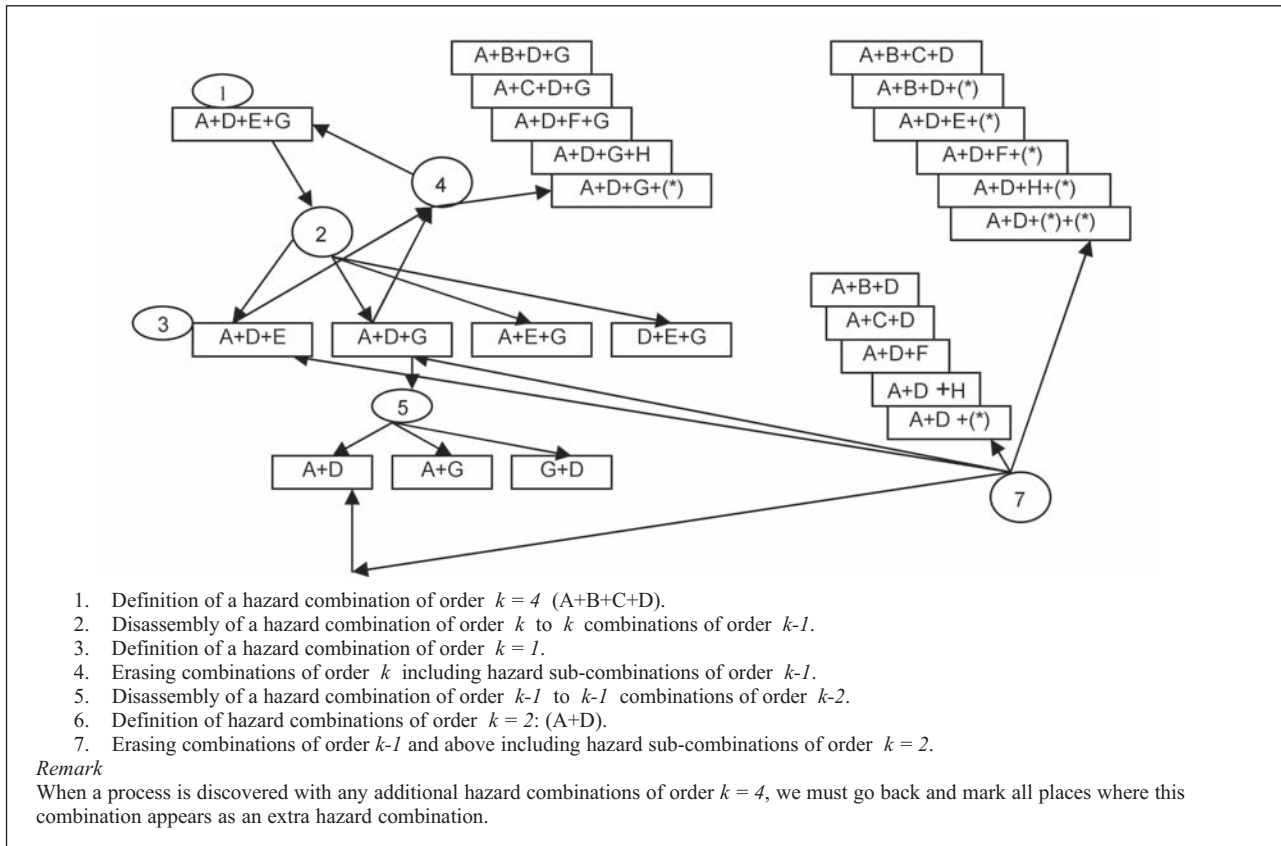 A+B+D+G
A+C+D+G
A+D+F+G
A+D+G+H
A+D+G+(*)
A+B+C+D
A+B+D+(*)
A+D+E+(*)
A+D+F+(*)
A+D+H+(*)
A+D+(*)+(*)
1
A+D+E+G
4
2
3
A+D+E
A+D+G
A+E+G
D+E+G
A+B+D
A+C+D
A+D+F
A+D +H
A+D +(*)
5
A+D
A+G
G+D
7
1. Definition of a hazard combination of order k = 4 (A+B+C+D).
2. Disassembly of a hazard combination of order k to k combinations of order k-1.
3. Definition of a hazard combination of order k = 1.
4. Erasing combinations of order k including hazard sub-combinations of order k-1.
5. Disassembly of a hazard combination of order k-1 to k-1 combinations of order k-2.
6. Definition of hazard combinations of order k = 2: (A+D).
7. Erasing combinations of order k-1 and above including hazard sub-combinations of order k = 2.
Remark
When a process is discovered with any additional hazard combinations of order k = 4, we must go back and mark all places where this
combination appears as an extra hazard combination.